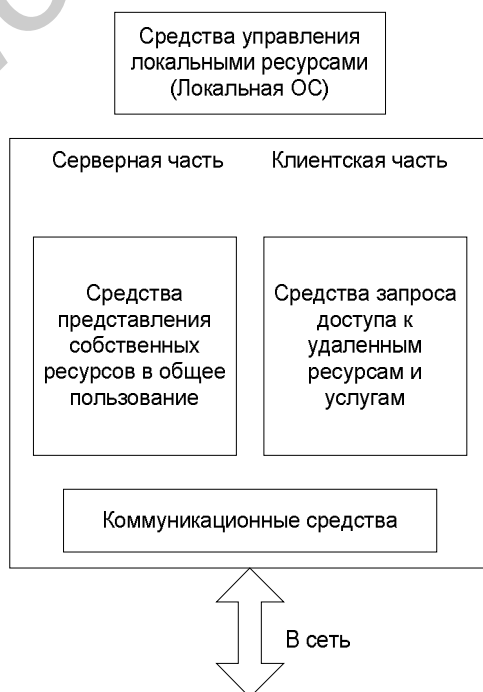 Средства управления
локальными ресурсами
(Локальная ОС)
Серверная часть
Клиентская часть
Средства
представления
собственных
ресурсов в общее
пользование
Средства запроса
доступа к
удаленным
ресурсам и
услугам
Коммуникационные средства
В сеть